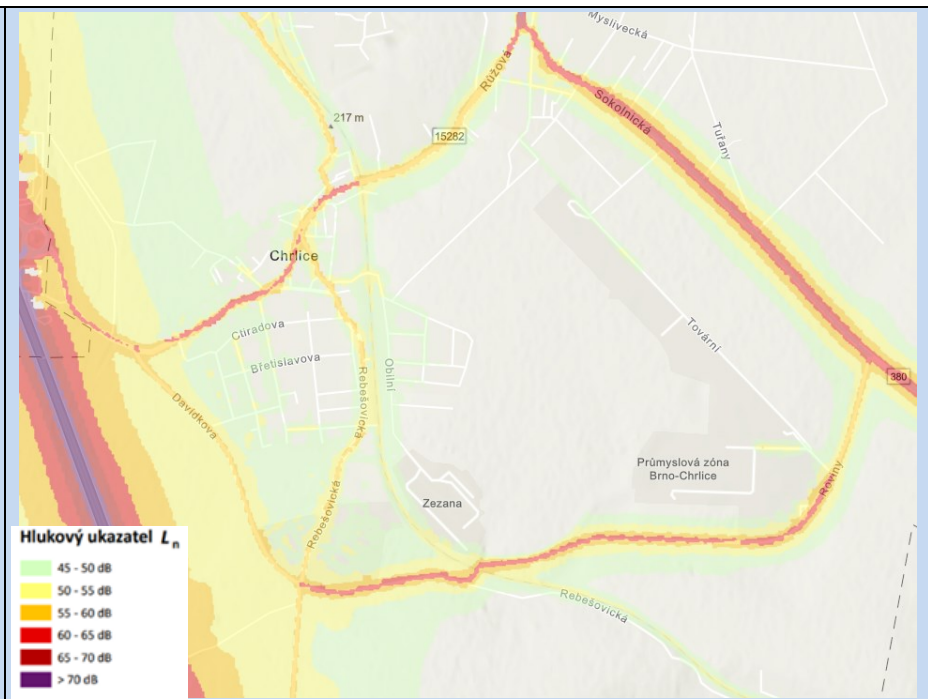 Myslivecká
Růžová
Sokolnická
217 m
15282
Tuřany
Chrlice
Ctiradova
Břetislavova
Tovární
Obilní
Rebešovická
380
Davidkova
Průmyslová zóna
Brno-Chrlice
Roviny
Zezana
Rebešovická
Rebešovická
Hlukový ukazatel Ln
45 - 50 dB
50 - 55 dB
55 - 60 dB
60 - 65 dB
65 - 70 dB
> 70 dB